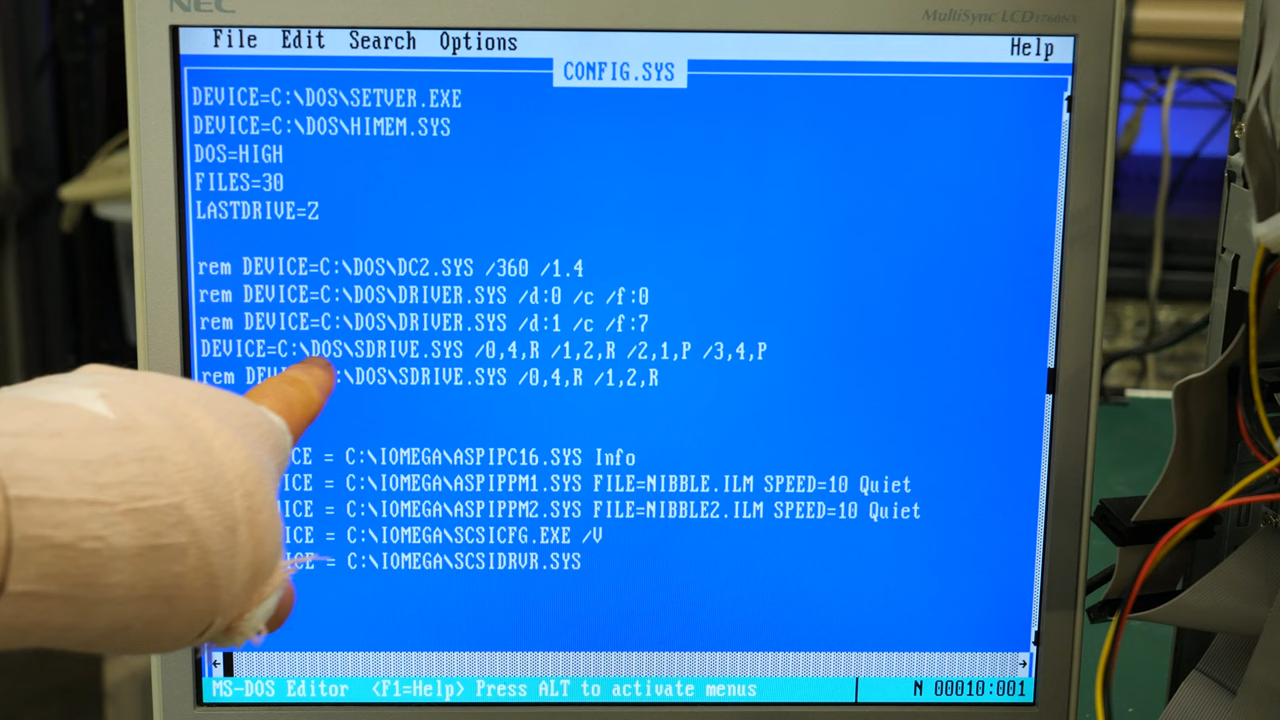 NEC
MultiSync LCD1760NX
File Edit Search Options Help
CONFIG.SYS
DEVICE=C:\DOS\SETVER.EXE
DEVICE=C:\DOS\HIMEM.SYS
DOS=HIGH
FILES=30
LASTDRIVE=Z
rem DEVICE=C:\DOS\DC2.SYS /360 /1.4
rem DEVICE=C:\DOS\DRIVER.SYS /d:0 /c /f:0
rem DEVICE=C:\DOS\DRIVER.SYS /d:1 /c /f:7
DEVICE=C:\DOS\SDRIVE.SYS /0,4,R /1,2,R /2,1,P /3,4,P
rem DE :\DOS\SDRIVE.SYS /0,4,R /1,2,R
CE = C:\IOMEGA\ASPIPC16.SYS Info
ICE = C:\IOMEGA\ASPIPPM1.SYS FILE=NIBBLE.ILM SPEED=10 Quiet
ICE = C:\IOMEGA\ASPIPPM2.SYS FILE=NIBBLE2.ILM SPEED=10 Quiet
ICE = C:\IOMEGA\SCSICFG.EXE /V
ICE = C:\IOMEGA\SCSIDRVR.SYS
MS-DOS Editor <F1=Help> Press ALT to activate menus N 00010:001